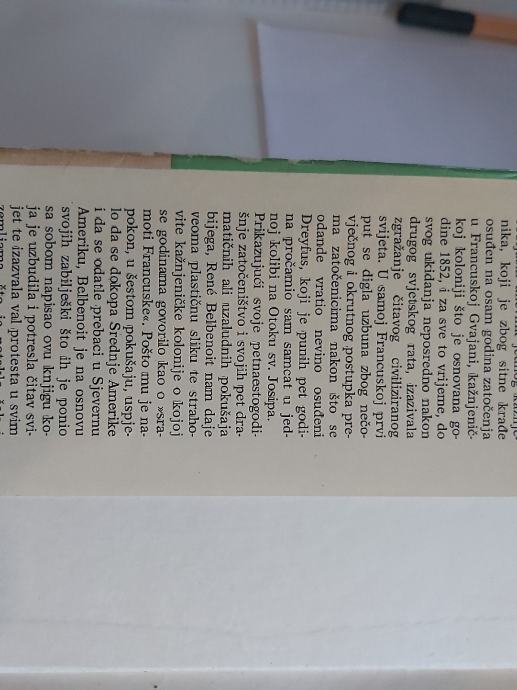 nika, koji je zbog sitne krađe
osuđen na osam godina zatočenja
u Francuskoj Gvajani, kažnjenič-
koj koloniji što je osnovana go-
dine 1852, i za sve to vrijeme, do
svog ukidanja neposredno nakon
drugog svjetskog rata, izazivala
zgražanje čitavog civiliziranog
svijeta. U samoj Francuskoj prvi
put se digla uzbuna zbog nečo-
vječnog i okrutnog postupka pre-
ma zatočenicima nakon što se
odande vratio nevino osuđeni
Dreyfus, koji je punih pet godi-
na pročamio sam samcat u jed-
noj kolibi na Otoku sv. Josipa.
Prikazujući svoje petnaestogodi-
šnje zatočeništvo i svojih pet dra-
matičnih ali uzaludnih pokušaja
bijega, René Belbenoit nam daje
veoma plastičnu sliku te straho-
vite kažnjeničke kolonije o kojoj
se godinama govorilo kao o »sra-
moti Francuske«. Pošto mu je na-
pokon, u šestom pokušaju, uspje-
lo da se dokopa Srednje Amerike
i da se odatle prebaci u Sjevernu
Ameriku, Belbenoit je na osnovu
svojih zabilješki što ih je ponio
sa sobom napisao ovu knjigu ko-
ja je uzbudila i potresla čitav svi-
jet te izazvala val protesta u svim